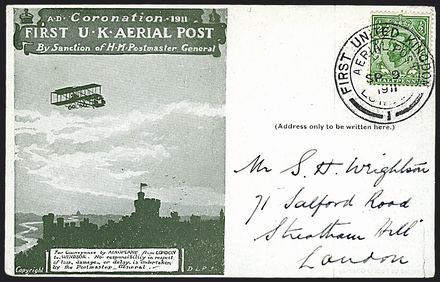 A·D· Coronation·1911
FIRST U·K·AERIAL POST
By Sanction of H·M·Postmaster General
For Conveyance by AEROPLANE from LONDON
to WINDSOR. No responsibility in respect
of loss, damage, or delay, is undertaken
by the Postmaster General.
Copyright
D L P
FIRST UNITED KINGDOM
AERIAL POST
SP 9
1911
1
(Address only to be written here.)
Mr S. H. Wrightson
71 Salford Road
Streatham Hill
London